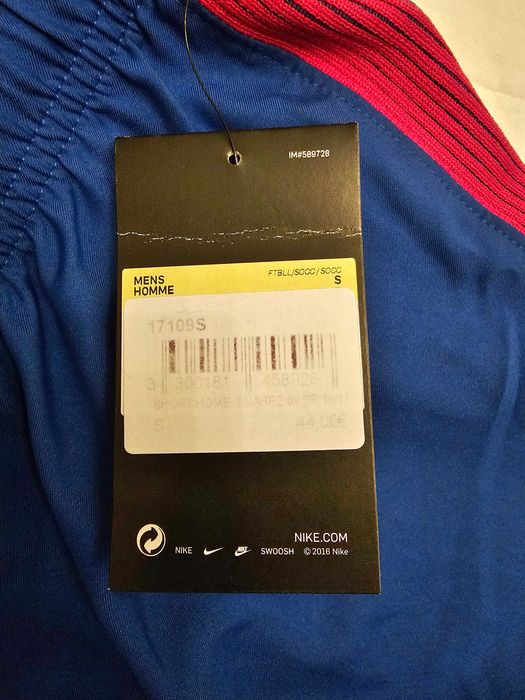 IM#589728
MENS
HOMME
FTBLL/SOCC/SOCC
S
17109S
3 300181 458926
SHORT HOME SUAREZ 09 SR 16/17
S
44,00€
NIKE.COM
NIKE
NIKE
SWOOSH
© 2016 Nike